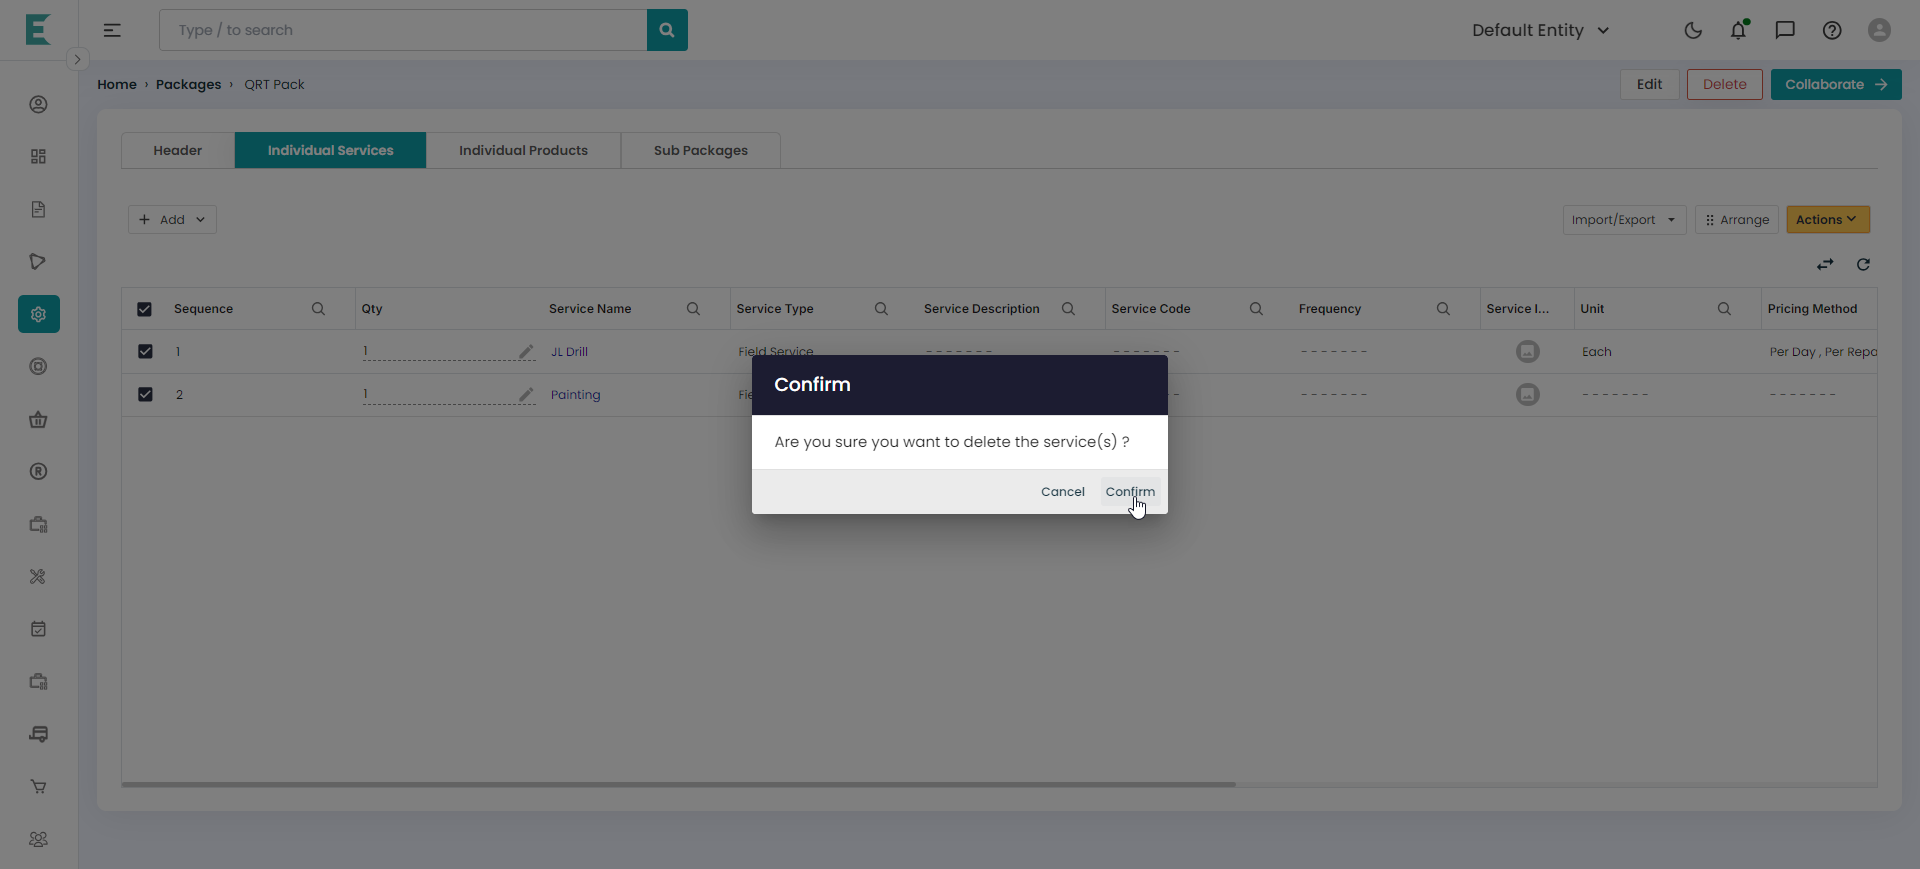 Type / to search
Default Entity
Home › Packages › QRT Pack
Edit
Delete
Collaborate
Header
Individual Services
Individual Products
Sub Packages
Add
Import/Export
Arrange
Actions
Sequence Qty Service Name Service Type Service Description Service Code Frequency Service I... Unit Pricing Method
1 1 JL Drill Field Service ------- ------- ------- Each Per Day , Per Repo
2 1 Painting Fie ------- ------- -------
Confirm
Are you sure you want to delete the service(s) ?
Cancel
Confirm